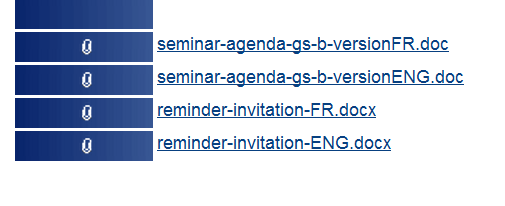 seminar-agenda-gs-b-versionFR.doc
seminar-agenda-gs-b-versionENG.doc
reminder-invitation-FR.docx
reminder-invitation-ENG.docx